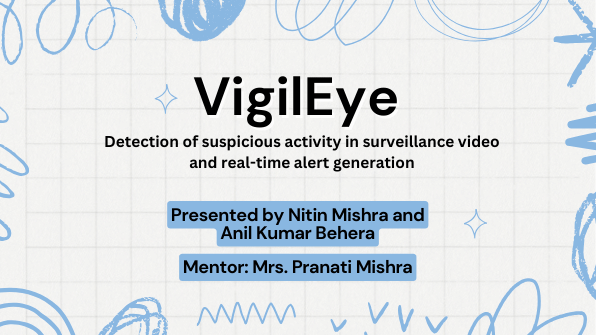 VigilEye
Detection of suspicious activity in surveillance video
and real-time alert generation
Presented by Nitin Mishra and
Anil Kumar Behera
Mentor: Mrs. Pranati Mishra